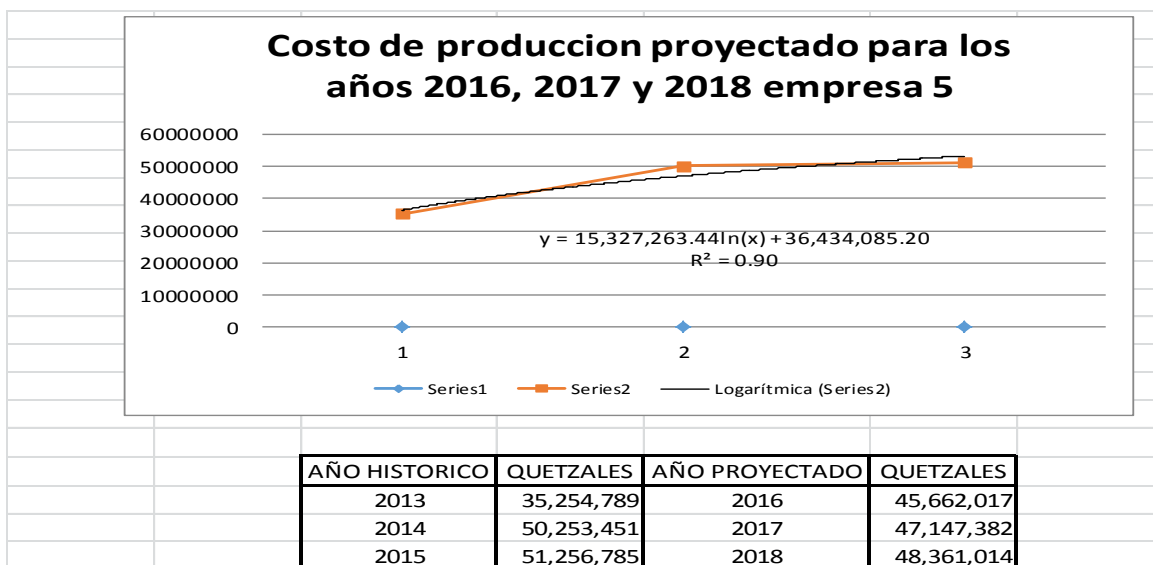 Costo de produccion proyectado para los
años 2016, 2017 y 2018 empresa 5
60000000
50000000
40000000
30000000
20000000
10000000
0
y = 15,327,263.44ln(x) + 36,434,085.20
R² = 0.90
1 2 3
Series1 Series2 Logarítmica (Series2)
AÑO HISTORICO QUETZALES AÑO PROYECTADO QUETZALES
2013 35,254,789 2016 45,662,017
2014 50,253,451 2017 47,147,382
2015 51,256,785 2018 48,361,014